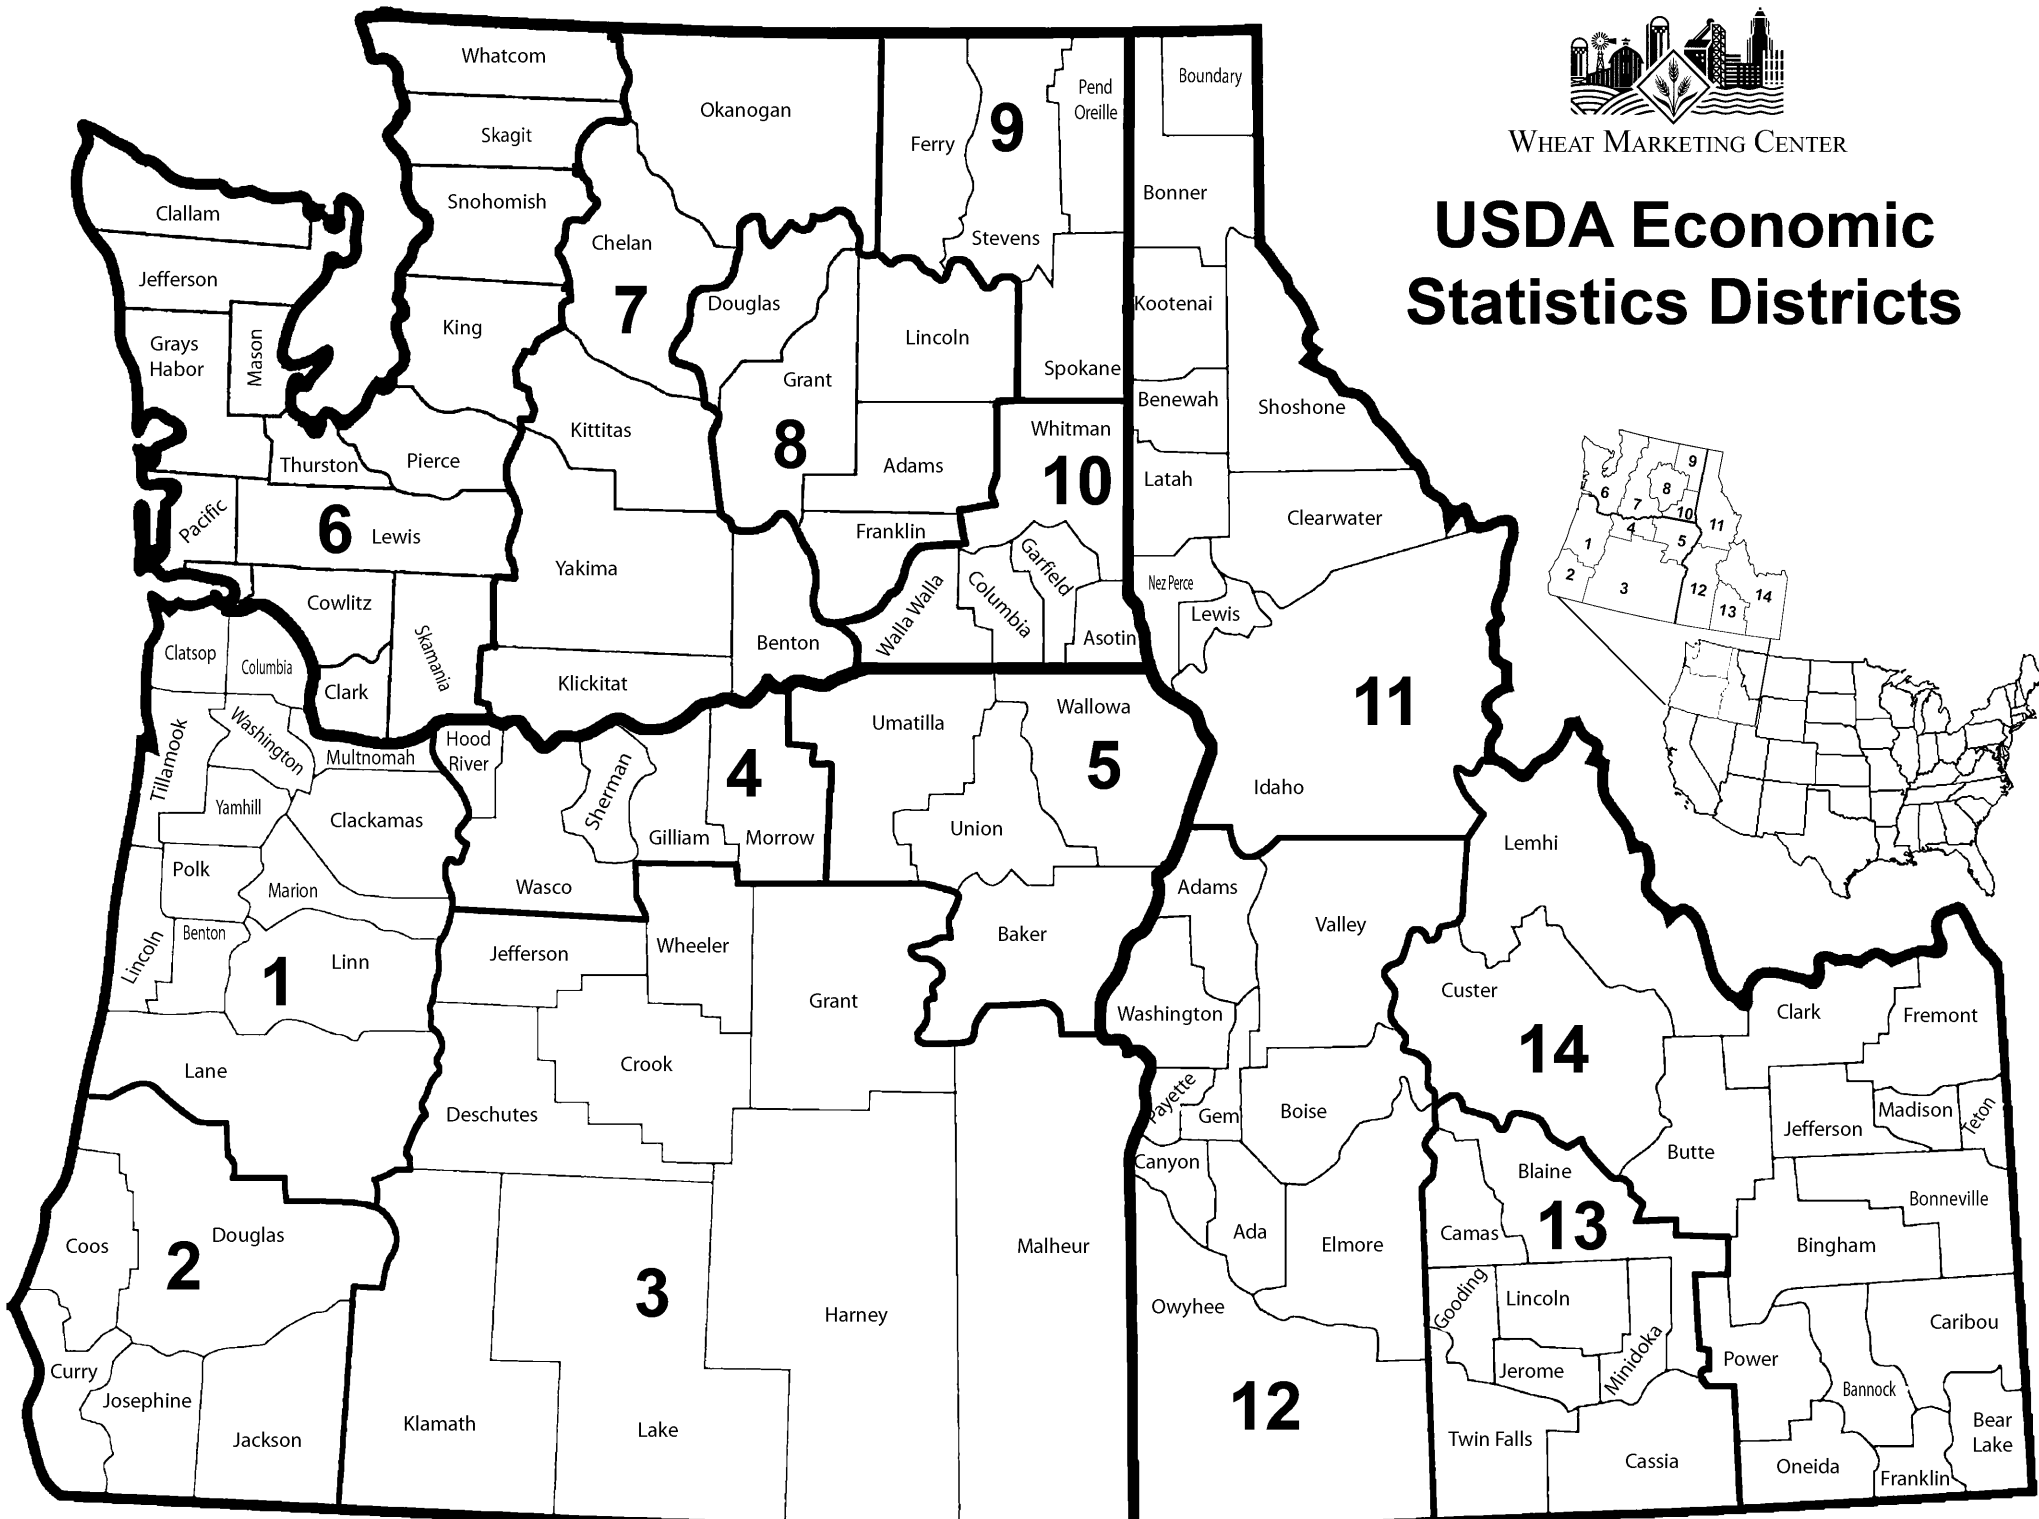 WHEAT MARKETING CENTER
USDA Economic
Statistics Districts
Whatcom
Okanogan
Ferry
9
Pend
Oreille
Boundary
Skagit
Snohomish
Chelan
Stevens
Bonner
Clallam
Jefferson
Grays
Habor
Mason
King
7
Douglas
Lincoln
Spokane
Kootenai
Grant
Benewah
Shoshone
Kittitas
8
Adams
Whitman
10
Latah
Thurston
Pierce
Pacific
6
Lewis
Yakima
Franklin
Garfield
Columbia
Walla Walla
Asotin
Clearwater
Nez Perce
Lewis
Cowlitz
Skamania
Benton
Clark
Klickitat
11
Idaho
Clatsop
Columbia
Tillamook
Washington
Multnomah
Hood
River
Sherman
4
Umatilla
Wallowa
5
Yamhill
Clackamas
Gilliam
Morrow
Union
Polk
Marion
Wasco
Lincoln
Benton
1
Linn
Jefferson
Wheeler
Baker
Grant
Lane
Crook
Deschutes
Coos
2
Douglas
3
Harney
Malheur
Curry
Josephine
Jackson
Klamath
Lake
Lemhi
Adams
Valley
Custer
Washington
14
Clark
Fremont
Payette
Gem
Boise
Butte
Jefferson
Madison
Teton
Canyon
Ada
Elmore
Camas
Blaine
13
Bonneville
Bingham
Owyhee
12
Gooding
Lincoln
Jerome
Minidoka
Power
Caribou
Bannock
Twin Falls
Cassia
Oneida
Franklin
Bear
Lake
9
6
7
8
10
11
4
5
1
2
3
12
13
14